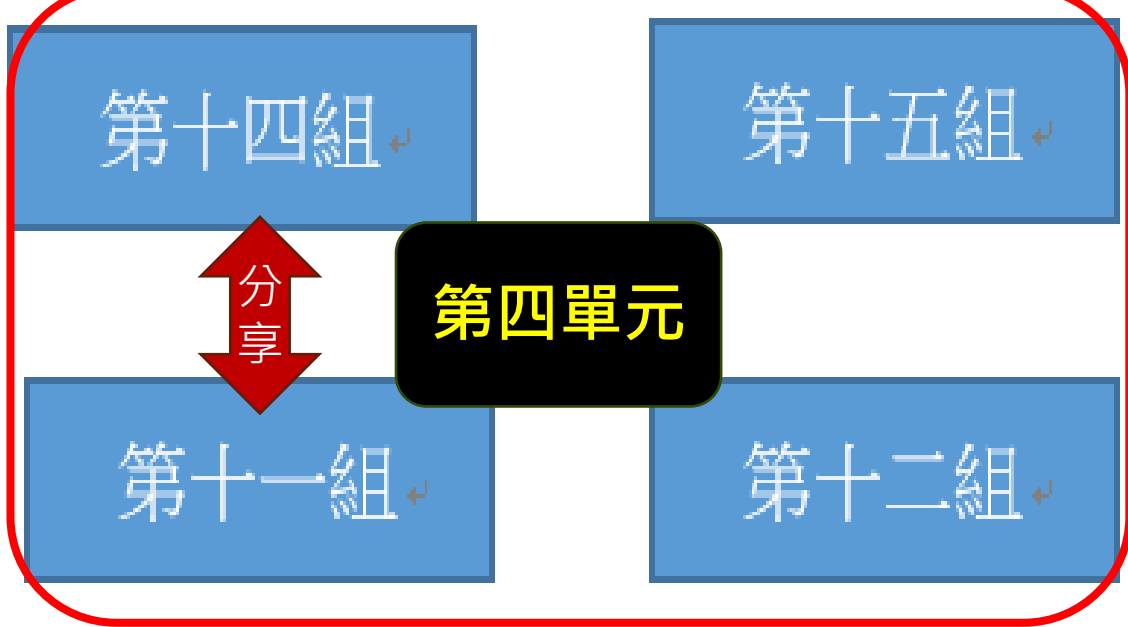 第十四組
第十五組
分
享
第四單元
第十一組
第十二組